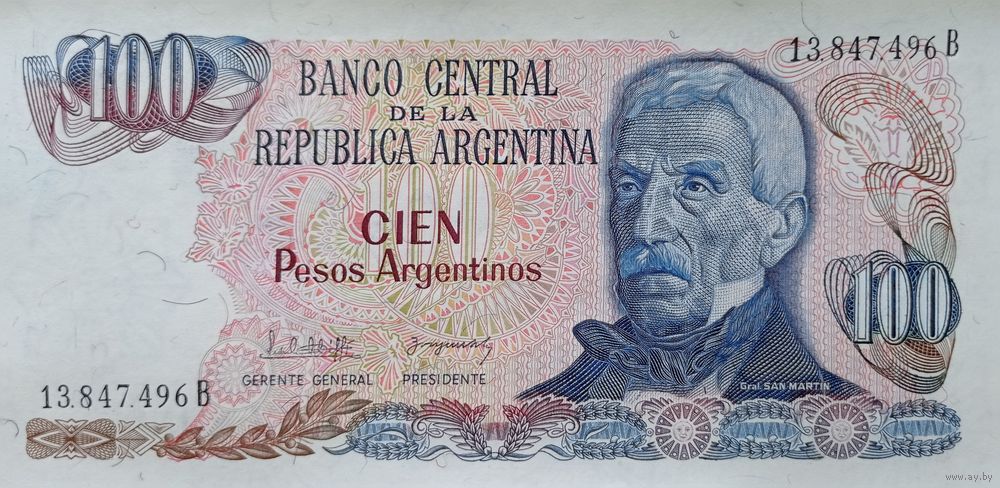 100
13.847.496 B
BANCO CENTRAL
DE LA
REPUBLICA ARGENTINA
100
CIEN
Pesos Argentinos
100
GERENTE GENERAL PRESIDENTE
Gral. SAN MARTIN
13.847.496 B
www.ay.by